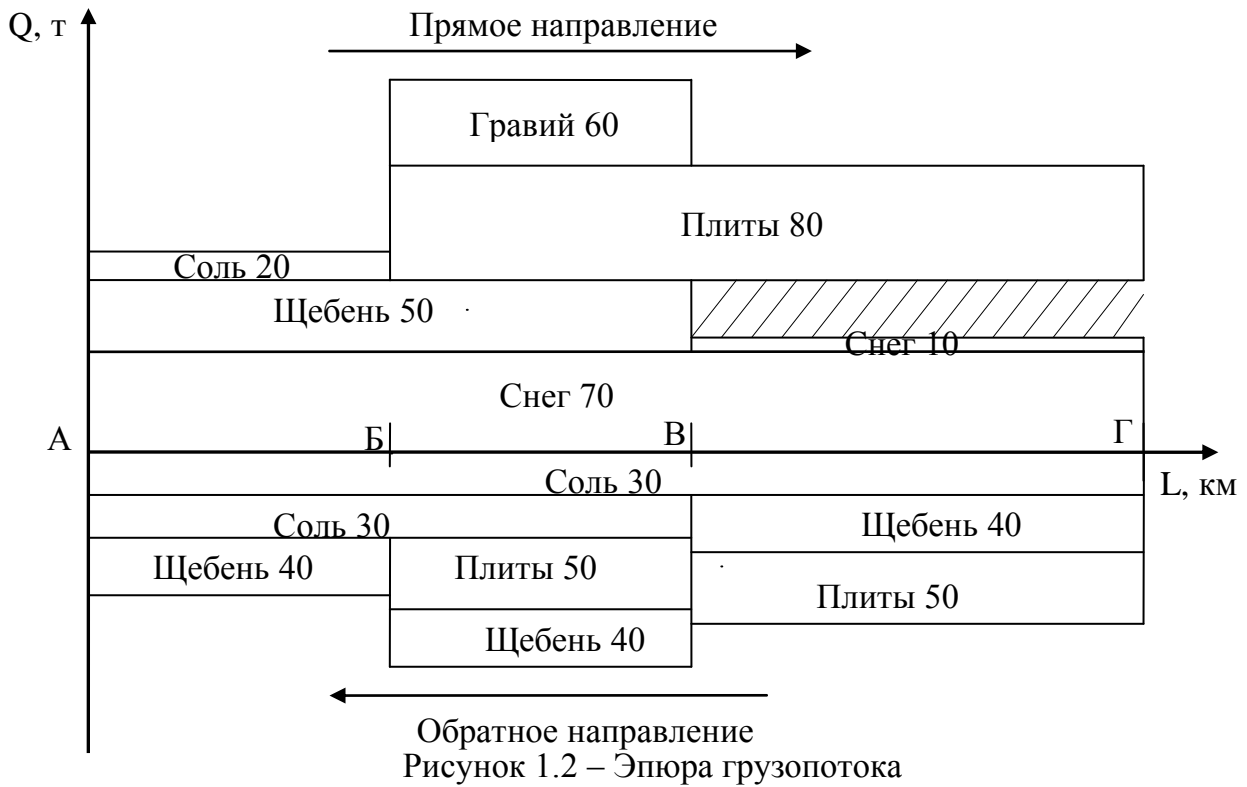 Q, т
Прямое направление
Гравий 60
Плиты 80
Соль 20
Щебень 50
Снег 10
Снег 70
А
Б
В
Г
L, км
Соль 30
Соль 30
Щебень 40
Щебень 40
Плиты 50
Плиты 50
Щебень 40
Обратное направление
Рисунок 1.2 – Эпюра грузопотока